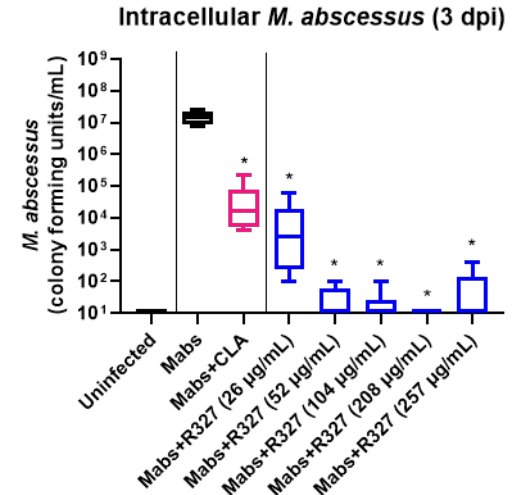 Intracellular M. abscessus (3 dpi)
M. abscessus
(colony forming units/mL)
10⁹
10⁸
10⁷
10⁶
10⁵
10⁴
10³
10²
10¹
* * * * * *
Uninfected
Mabs
Mabs+CLA
Mabs+R327 (26 µg/mL)
Mabs+R327 (52 µg/mL)
Mabs+R327 (104 µg/mL)
Mabs+R327 (208 µg/mL)
Mabs+R327 (257 µg/mL)